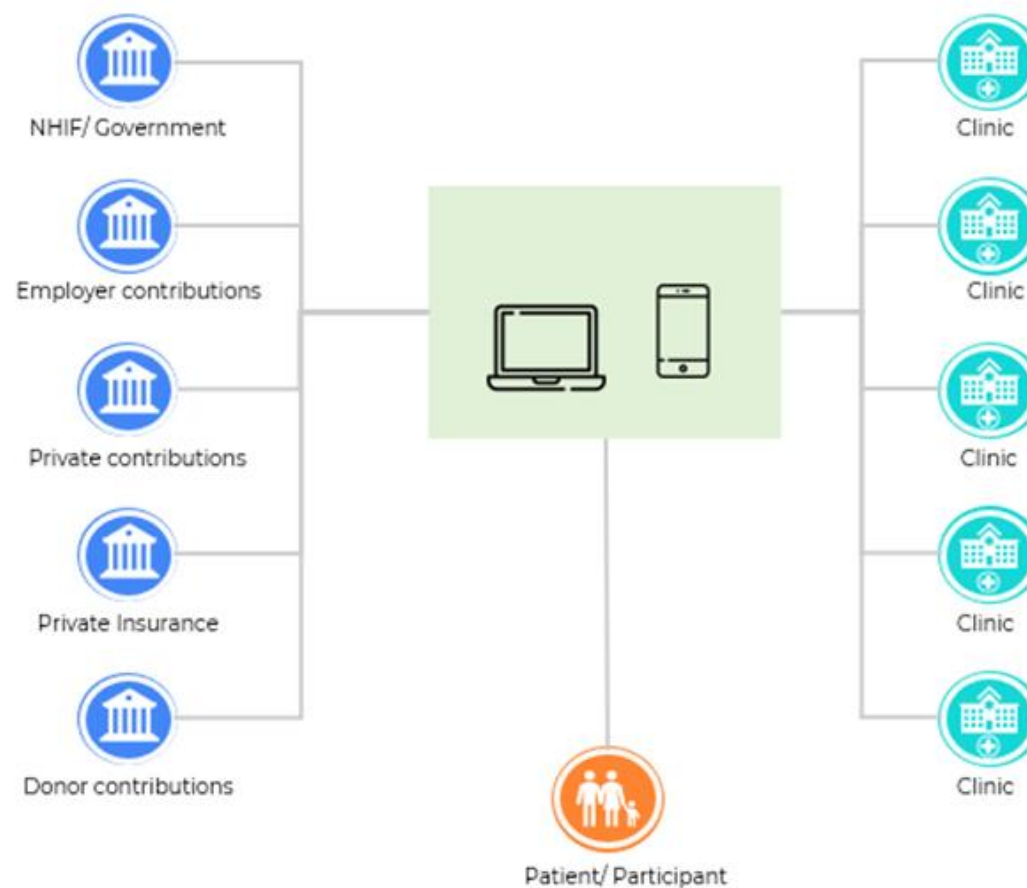 NHIF/ Government
Employer contributions
Private contributions
Private Insurance
Donor contributions
Clinic
Clinic
Clinic
Clinic
Clinic
Patient/ Participant